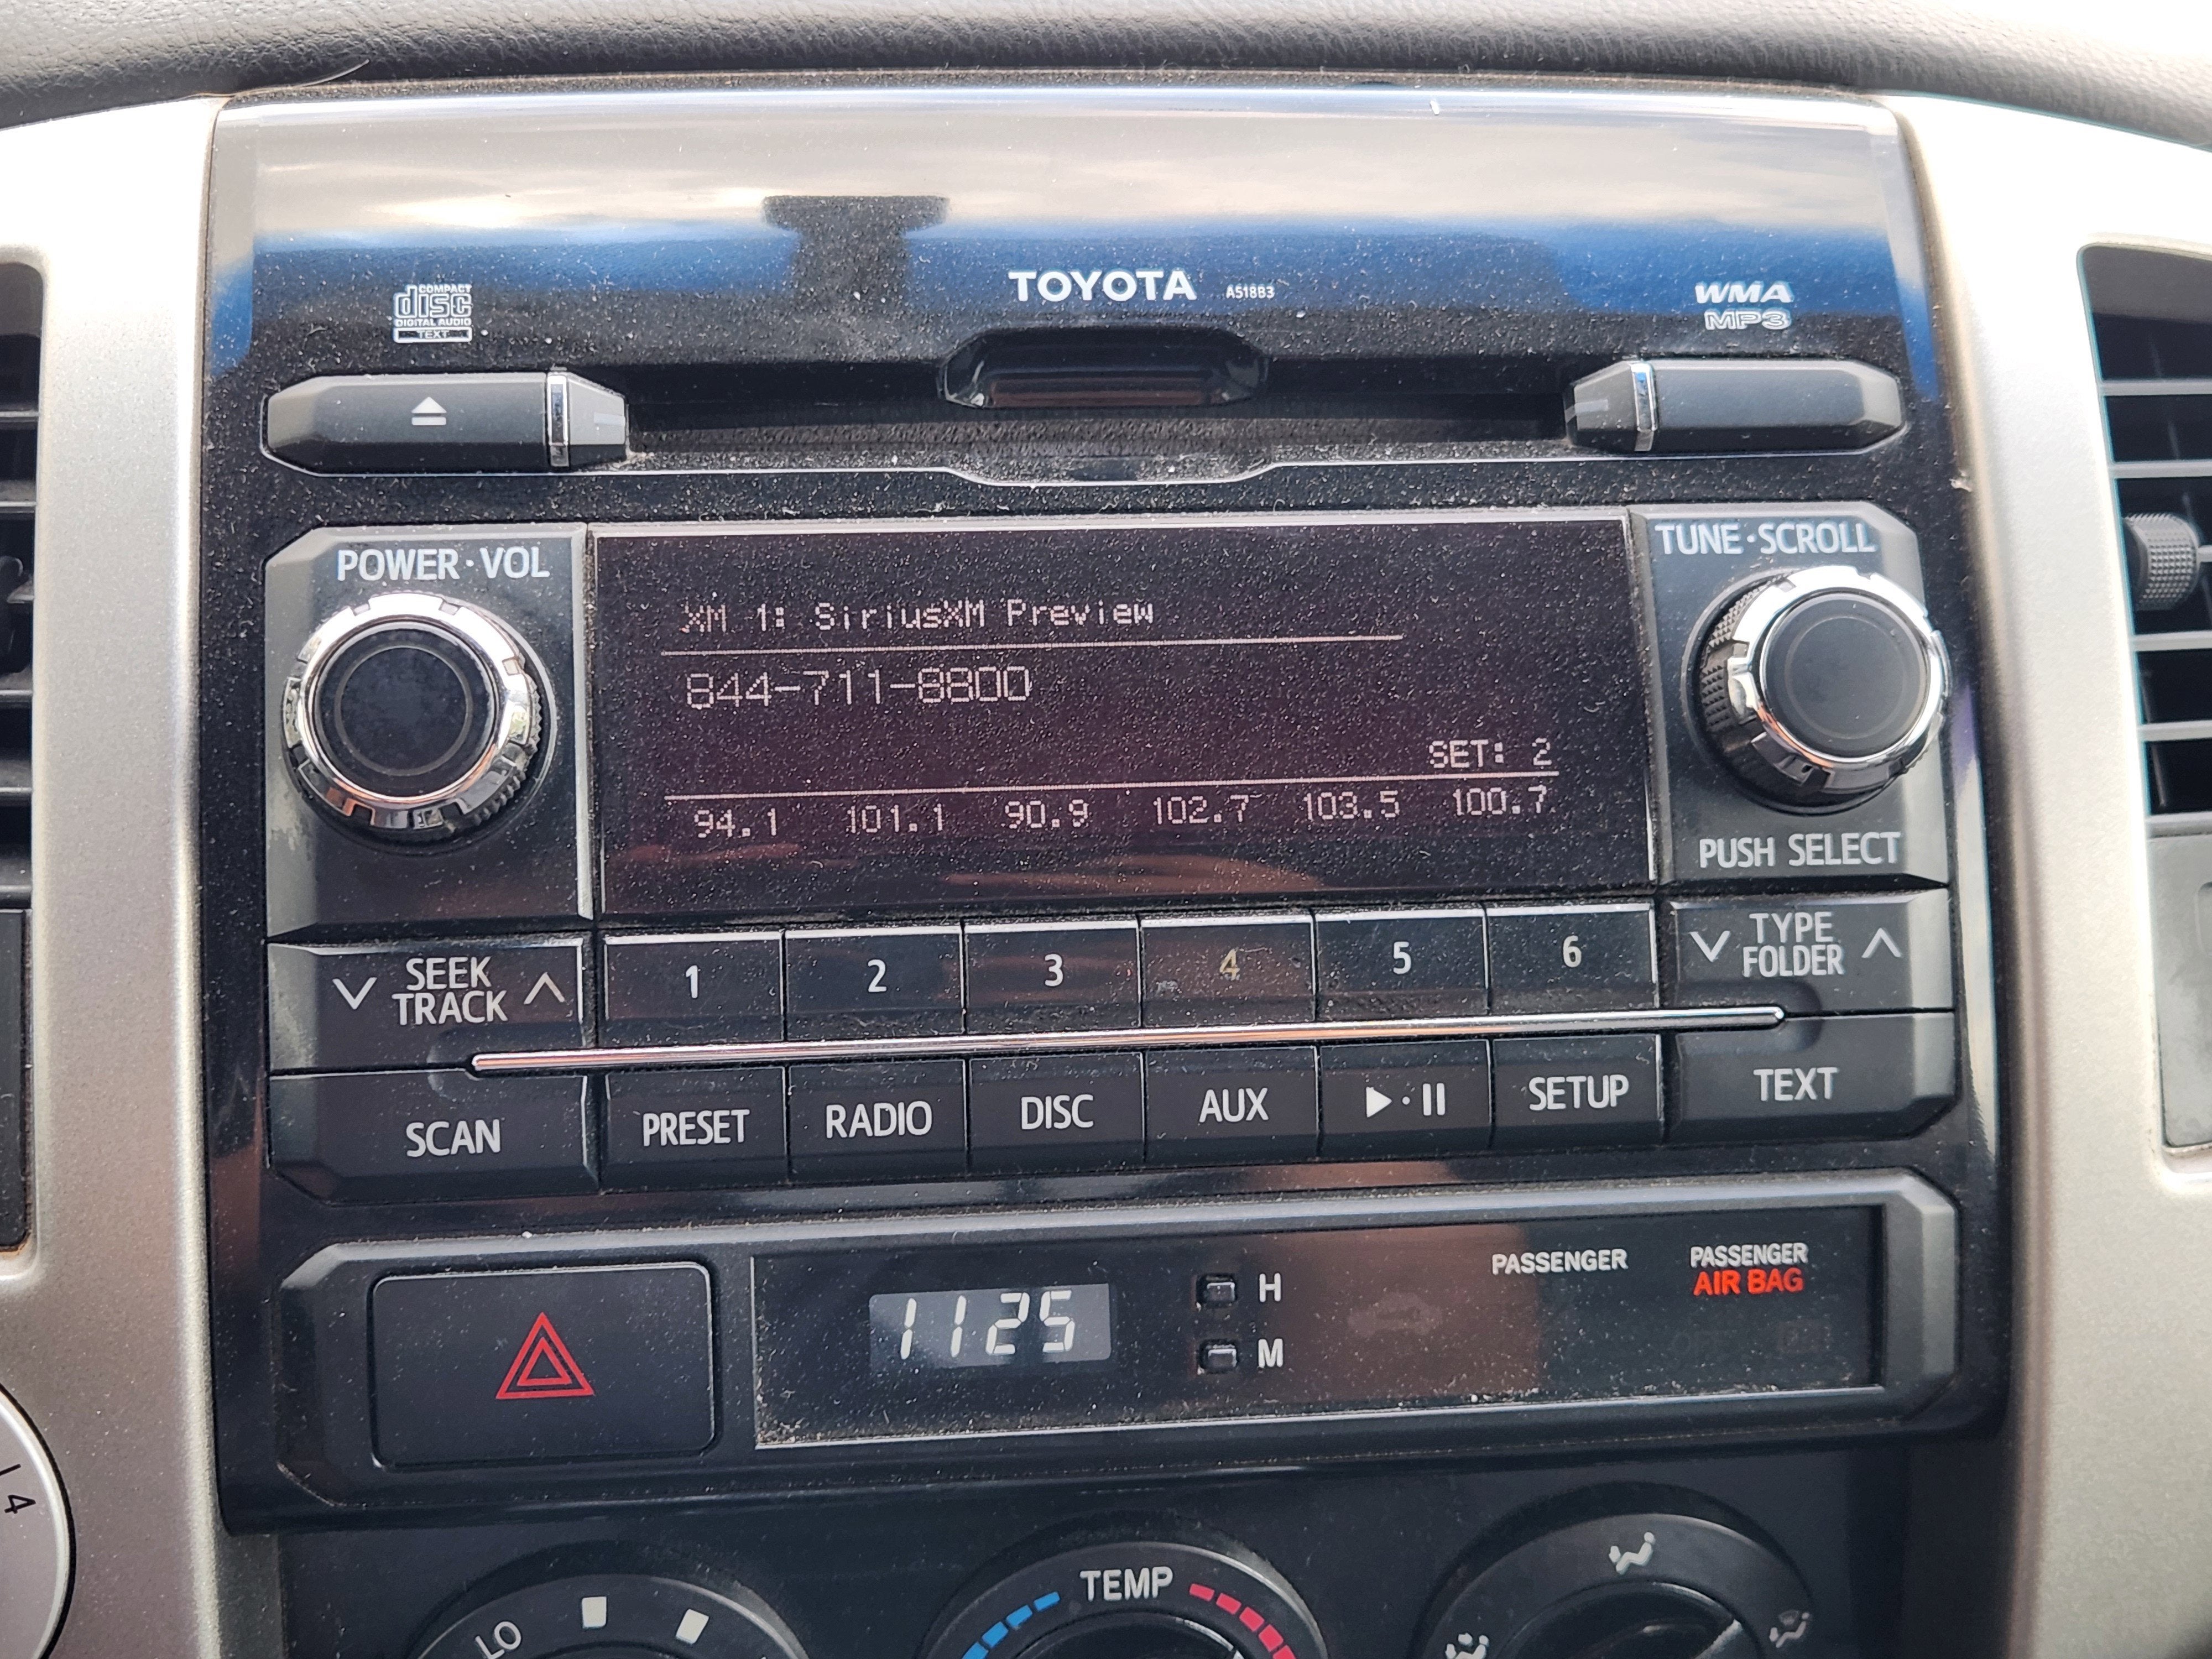 COMPACT
disc
DIGITAL AUDIO
TEXT
TOYOTA A518B3
WMA
MP3
POWER·VOL
TUNE·SCROLL
XM 1: SiriusXM Preview
844-711-8800
SET: 2
94.1 101.1 90.9 102.7 103.5 100.7
PUSH SELECT
SEEK
TRACK
1 2 3 4 5 6
TYPE
FOLDER
SCAN PRESET RADIO DISC AUX SETUP TEXT
1125
H
M
PASSENGER
PASSENGER
AIR BAG
4
LO
TEMP